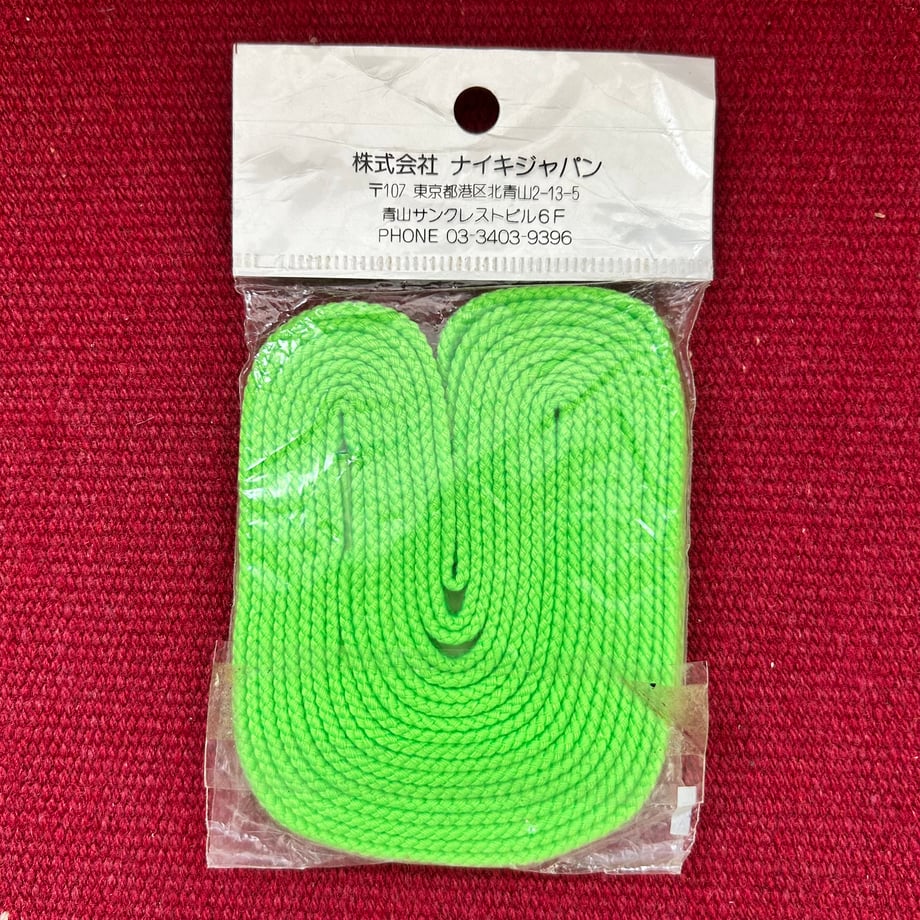 株式会社 ナイキジャパン
〒107 東京都港区北青山2-13-5
青山サンクレストビル6F
PHONE 03-3403-9396